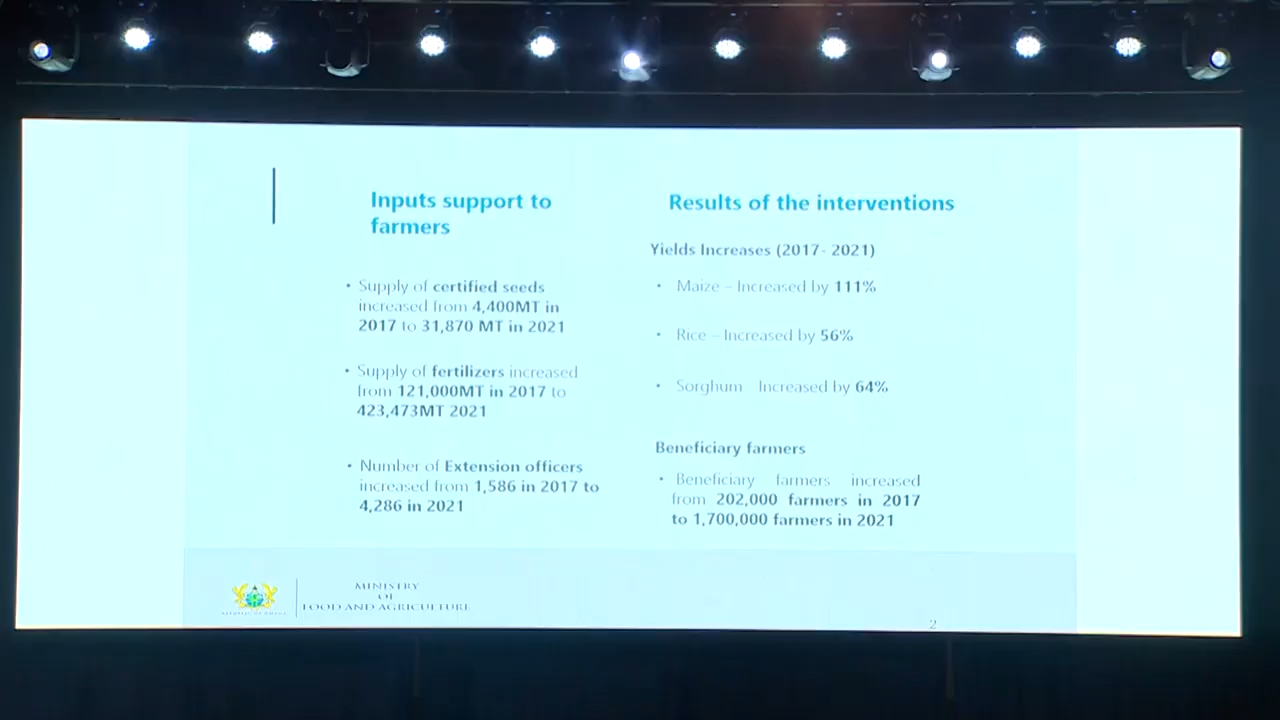 Inputs support to
farmers
• Supply of certified seeds
increased from 4,400MT in
2017 to 31,870 MT in 2021
• Supply of fertilizers increased
from 121,000MT in 2017 to
423,473MT 2021
• Number of Extension officers
increased from 1,586 in 2017 to
4,286 in 2021
Results of the interventions
Yields Increases (2017- 2021)
• Maize – Increased by 111%
• Rice – Increased by 56%
• Sorghum Increased by 64%
Beneficiary farmers
• Beneficiary farmers increased
from 202,000 farmers in 2017
to 1,700,000 farmers in 2021
MINISTRY
OF
FOOD AND AGRICULTURE
2